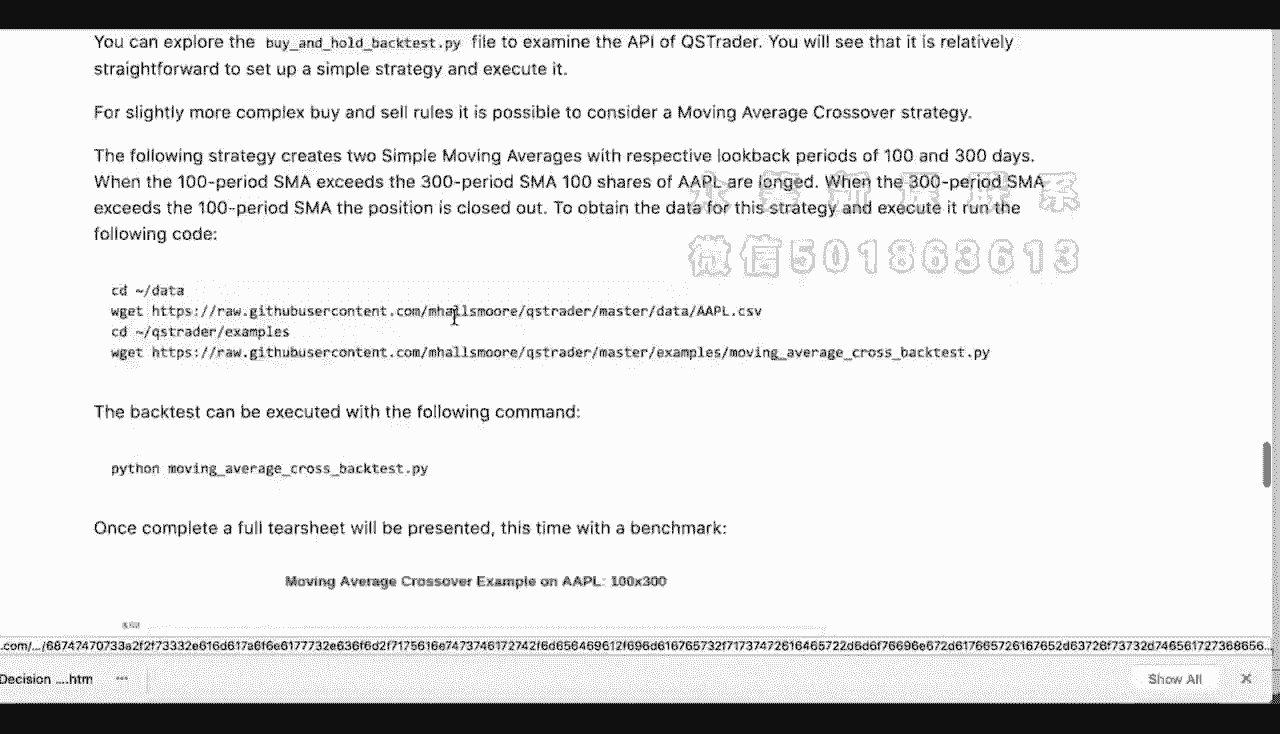 You can explore the buy_and_hold_backtest.py file to examine the API of QSTrader. You will see that it is relatively
straightforward to set up a simple strategy and execute it.
For slightly more complex buy and sell rules it is possible to consider a Moving Average Crossover strategy.
The following strategy creates two Simple Moving Averages with respective lookback periods of 100 and 300 days.
When the 100-period SMA exceeds the 300-period SMA 100 shares of AAPL are longed. When the 300-period SMA
exceeds the 100-period SMA the position is closed out. To obtain the data for this strategy and execute it run the
following code:
微信501863613
cd ~/data
wget https://raw.githubusercontent.com/mhallsmoore/qstrader/master/data/AAPL.csv
cd ~/qstrader/examples
wget https://raw.githubusercontent.com/mhallsmoore/qstrader/master/examples/moving_average_cross_backtest.py
The backtest can be executed with the following command:
python moving_average_cross_backtest.py
Once complete a full tearsheet will be presented, this time with a benchmark:
Moving Average Crossover Example on AAPL: 100x300
Decision ....htm
Show All